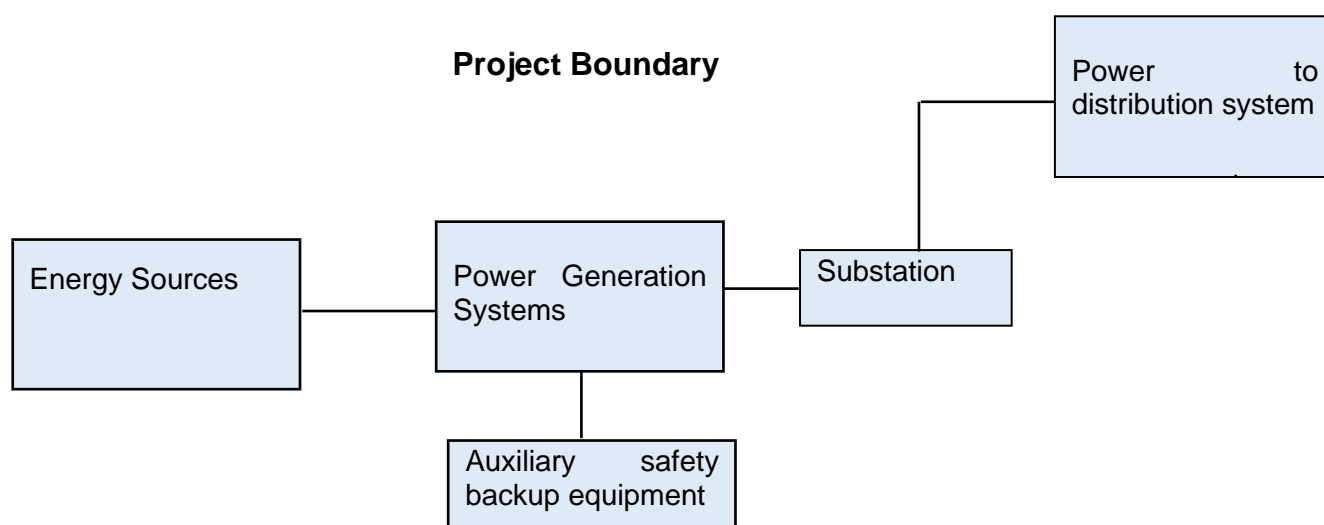 Project Boundary
Power to
distribution system
Energy Sources
Power Generation
Systems
Substation
Auxiliary safety
backup equipment